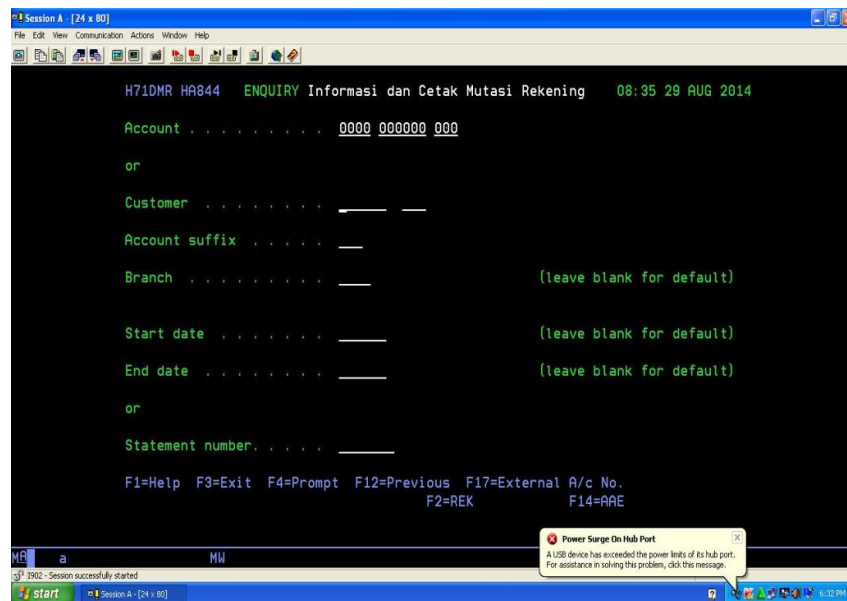 Session A - [24 x 80]
File Edit View Communication Actions Window Help
H71DMR HA844 ENQUIRY Informasi dan Cetak Mutasi Rekening 08:35 29 AUG 2014
Account . . . . . . . . . 0000 000000 000
or
Customer . . . . . . . .
Account suffix . . . . .
Branch . . . . . . . . . (leave blank for default)
Start date . . . . . . . (leave blank for default)
End date . . . . . . . . (leave blank for default)
or
Statement number. . . . .
F1=Help F3=Exit F4=Prompt F12=Previous F17=External A/c No.
F2=REK F14=AAE
Power Surge On Hub Port
A USB device has exceeded the power limits of its hub port.
For assistance in solving this problem, click this message.
MA a MW
I902 - Session successfully started
start Session A - [24 x 80] 6:32 PM